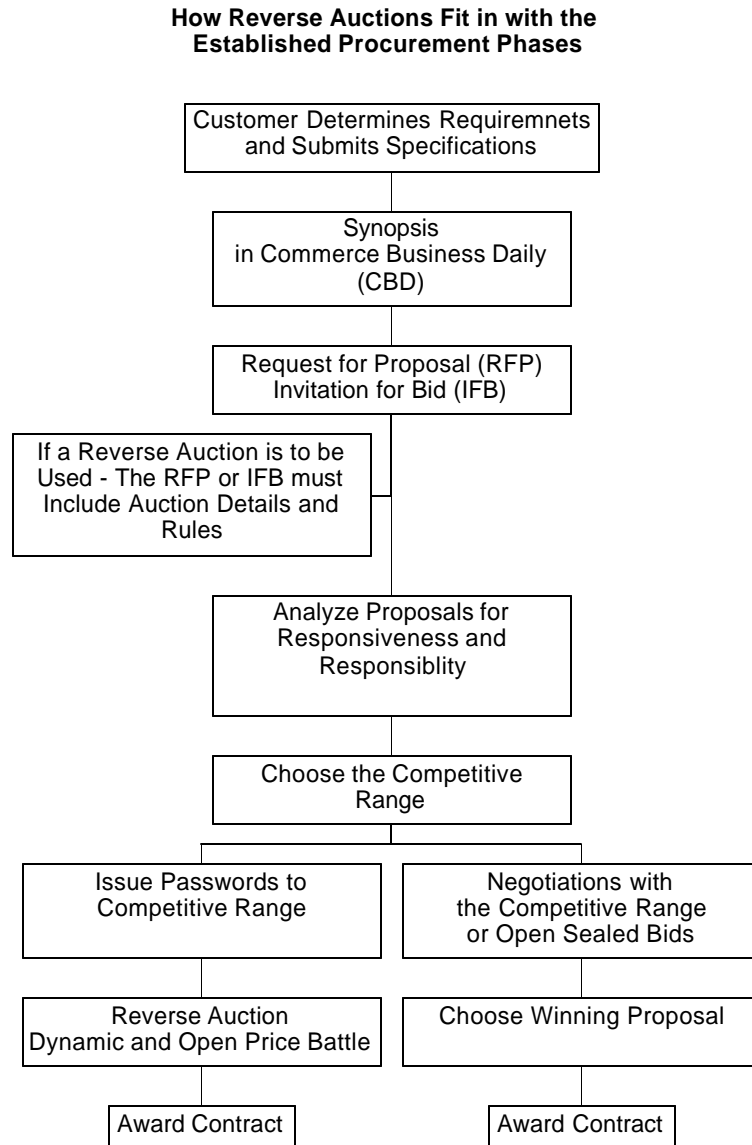 How Reverse Auctions Fit in with the
Established Procurement Phases
Customer Determines Requiremnets
and Submits Specifications
Synopsis
in Commerce Business Daily
(CBD)
Request for Proposal (RFP)
Invitation for Bid (IFB)
If a Reverse Auction is to be
Used - The RFP or IFB must
Include Auction Details and
Rules
Analyze Proposals for
Responsiveness and
Responsiblity
Choose the Competitive
Range
Issue Passwords to
Competitive Range
Negotiations with
the Competitive Range
or Open Sealed Bids
Reverse Auction
Dynamic and Open Price Battle
Choose Winning Proposal
Award Contract
Award Contract